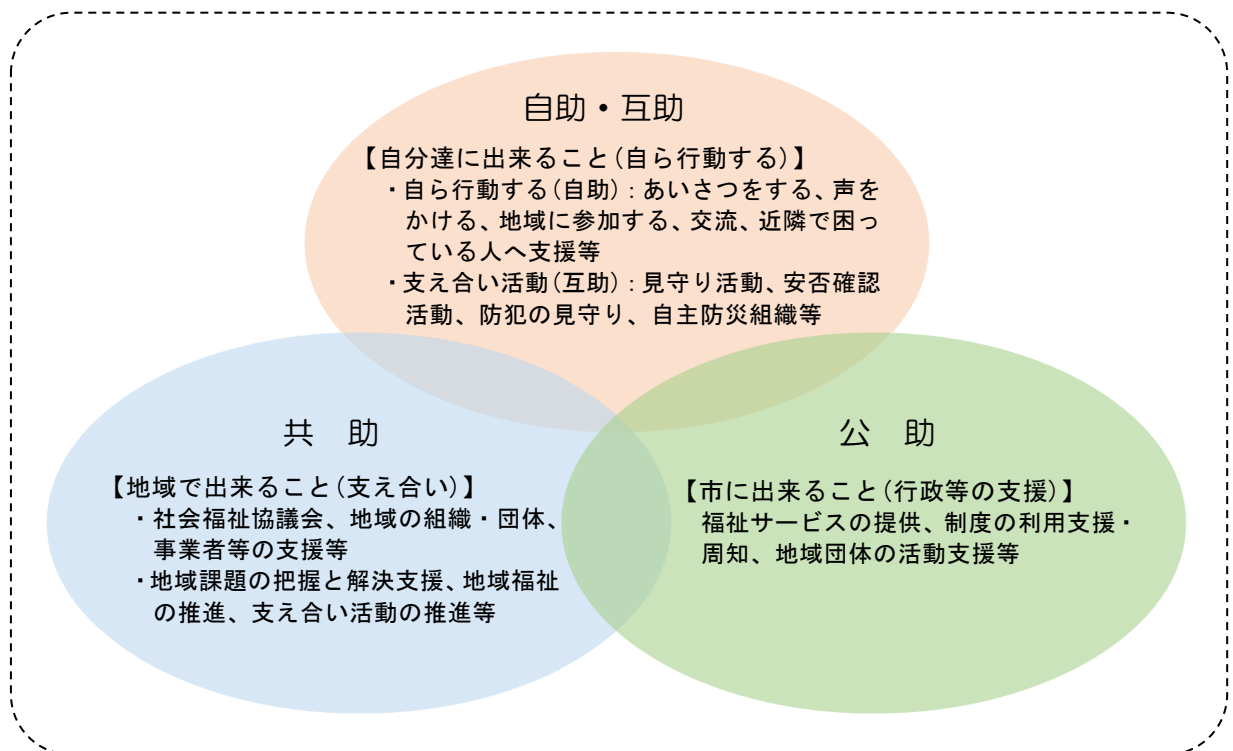 自助・互助
【自分達に出来ること(自ら行動する)】
・自ら行動する(自助):あいさつをする、声を
かける、地域に参加する、交流、近隣で困っ
ている人へ支援等
・支え合い活動(互助):見守り活動、安否確認
活動、防犯の見守り、自主防災組織等
共　助
【地域で出来ること(支え合い)】
・社会福祉協議会、地域の組織・団体、
事業者等の支援等
・地域課題の把握と解決支援、地域福祉
の推進、支え合い活動の推進等
公　助
【市に出来ること(行政等の支援)】
福祉サービスの提供、制度の利用支援・
周知、地域団体の活動支援等